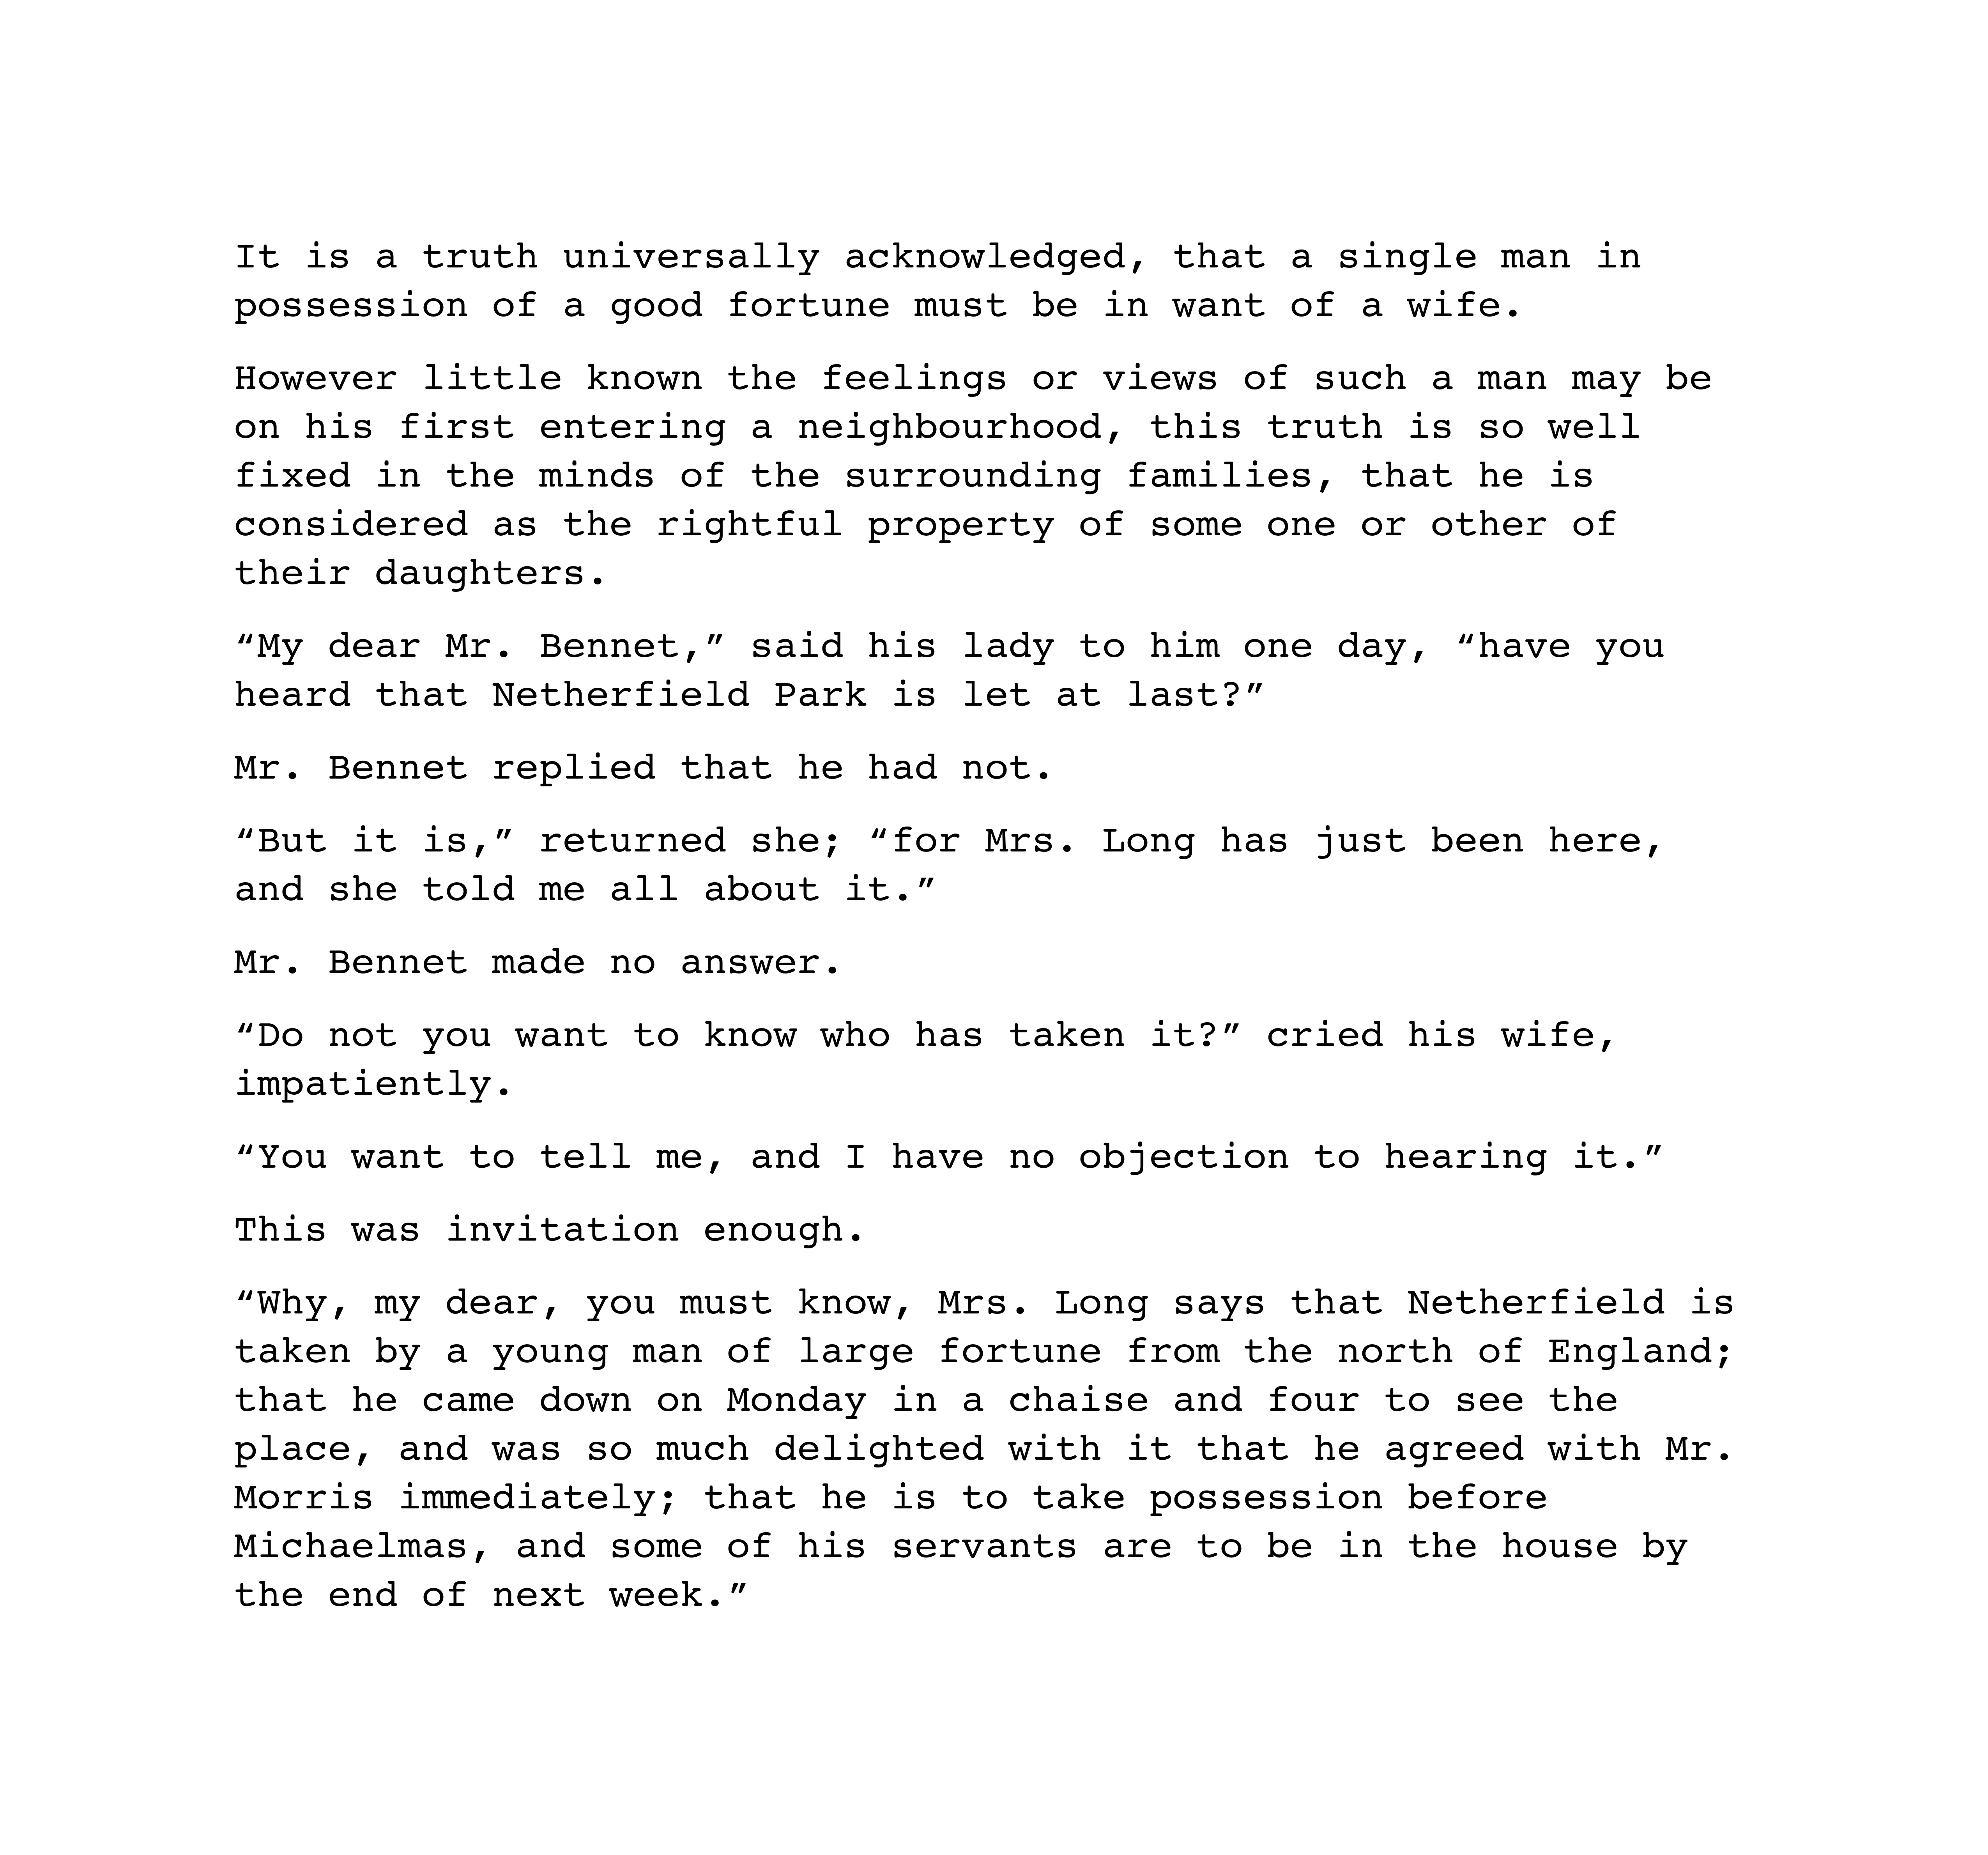 It is a truth universally acknowledged, that a single man in
possession of a good fortune must be in want of a wife.
However little known the feelings or views of such a man may be
on his first entering a neighbourhood, this truth is so well
fixed in the minds of the surrounding families, that he is
considered as the rightful property of some one or other of
their daughters.
“My dear Mr. Bennet,” said his lady to him one day, “have you
heard that Netherfield Park is let at last?”
Mr. Bennet replied that he had not.
“But it is,” returned she; “for Mrs. Long has just been here,
and she told me all about it.”
Mr. Bennet made no answer.
“Do not you want to know who has taken it?” cried his wife,
impatiently.
“You want to tell me, and I have no objection to hearing it.”
This was invitation enough.
“Why, my dear, you must know, Mrs. Long says that Netherfield is
taken by a young man of large fortune from the north of England;
that he came down on Monday in a chaise and four to see the
place, and was so much delighted with it that he agreed with Mr.
Morris immediately; that he is to take possession before
Michaelmas, and some of his servants are to be in the house by
the end of next week.”